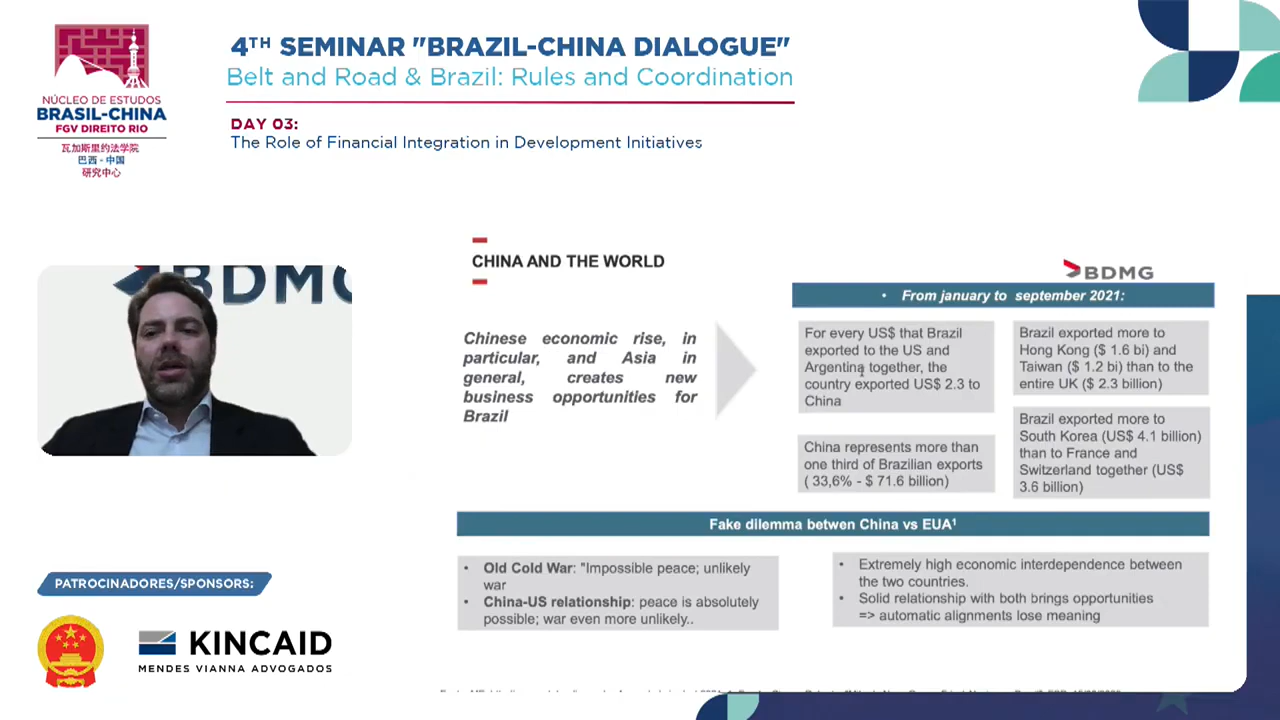 4TH SEMINAR "BRAZIL-CHINA DIALOGUE"
Belt and Road & Brazil: Rules and Coordination
DAY 03:
The Role of Financial Integration in Development Initiatives
NÚCLEO DE ESTUDOS
BRASIL-CHINA
FGV DIREITO RIO
瓦加斯里约法学院
巴西 - 中国
研究中心
BDMG
CHINA AND THE WORLD
BDMG
Chinese economic rise, in
particular, and Asia in
general, creates new
business opportunities for
Brazil
• From january to september 2021:
For every US$ that Brazil
exported to the US and
Argentina together, the
country exported US$ 2.3 to
China
Brazil exported more to
Hong Kong ($ 1.6 bi) and
Taiwan ($ 1.2 bi) than to the
entire UK ($ 2.3 billion)
China represents more than
one third of Brazilian exports
( 33,6% - $ 71.6 billion)
Brazil exported more to
South Korea (US$ 4.1 billion)
than to France and
Switzerland together (US$
3.6 billion)
Fake dilemma betwen China vs EUA¹
• Old Cold War: "Impossible peace; unlikely
war
• China-US relationship: peace is absolutely
possible; war even more unlikely..
• Extremely high economic interdependence between
the two countries.
• Solid relationship with both brings opportunities
=> automatic alignments lose meaning
PATROCINADORES/SPONSORS:
KINCAID
MENDES VIANNA ADVOGADOS